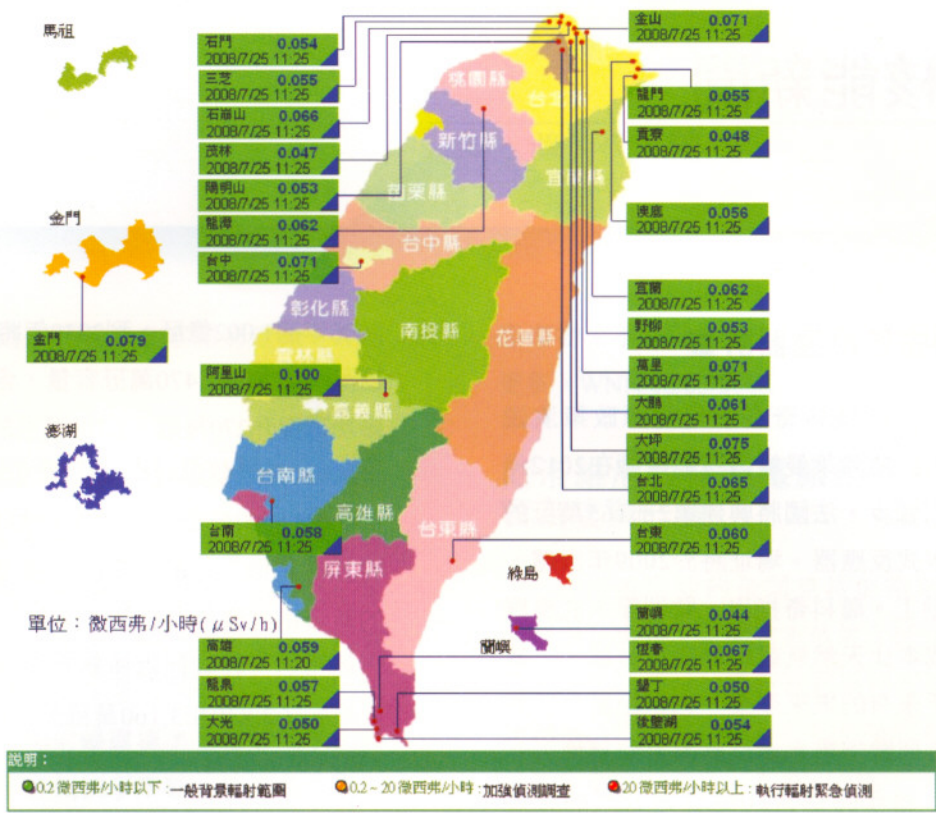 馬祖
石門 0.054
2008/7/25 11:25
三芝 0.055
2008/7/25 11:25
石崩山 0.066
2008/7/25 11:25
茂林 0.047
2008/7/25 11:25
陽明山 0.053
2008/7/25 11:25
龍潭 0.062
2008/7/25 11:25
台中 0.071
2008/7/25 11:25
金門
金門 0.079
2008/7/25 11:25
阿里山 0.100
2008/7/25 11:25
澎湖
台南 0.058
2008/7/25 11:25
單位:微西弗/小時(μSv/h)
高雄 0.059
2008/7/25 11:20
龍泉 0.057
2008/7/25 11:25
大光 0.050
2008/7/25 11:25
桃園縣
台北縣
新竹縣
宜蘭縣
苗栗縣
台中縣
彰化縣
南投縣
花蓮縣
雲林縣
嘉義縣
台南縣
高雄縣
台東縣
屏東縣
綠島
蘭嶼
金山 0.071
2008/7/25 11:25
龍門 0.055
2008/7/25 11:25
貢寮 0.048
2008/7/25 11:25
澳底 0.056
2008/7/25 11:25
宜蘭 0.062
2008/7/25 11:25
野柳 0.053
2008/7/25 11:25
萬里 0.071
2008/7/25 11:25
大鵬 0.061
2008/7/25 11:25
大坪 0.075
2008/7/25 11:25
台北 0.065
2008/7/25 11:25
台東 0.060
2008/7/25 11:25
蘭嶼 0.044
2008/7/25 11:25
恆春 0.067
2008/7/25 11:25
墾丁 0.050
2008/7/25 11:25
後壁湖 0.054
2008/7/25 11:25
說明:
0.2 微西弗/小時以下:一般背景輻射範圍
0.2~20 微西弗/小時:加強偵測調查
20 微西弗/小時以上:執行輻射緊急偵測